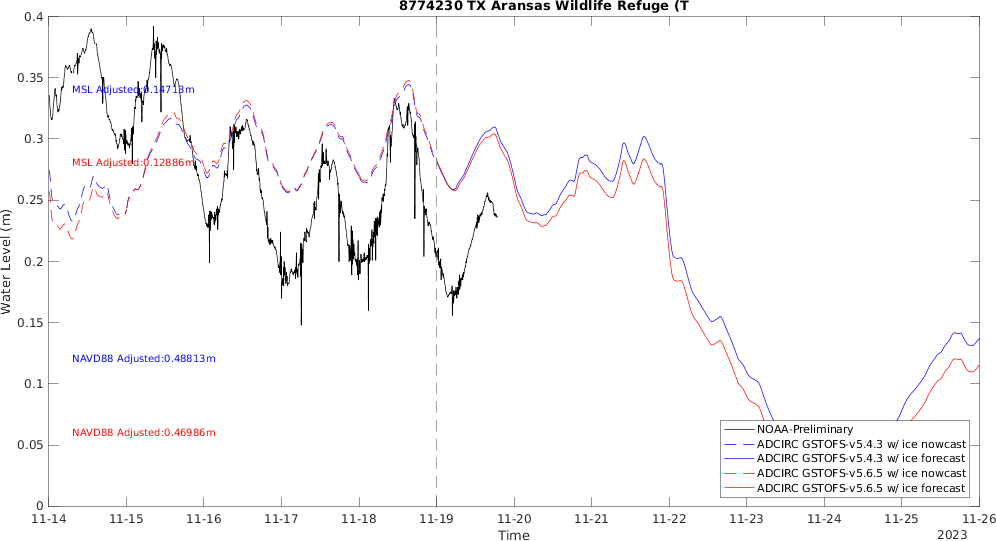 8774230 TX Aransas Wildlife Refuge (T
0.4
0.35
0.3
0.25
0.2
0.15
0.1
0.05
0
Water Level (m)
MSL Adjusted:0.14713m
MSL Adjusted:0.12886m
NAVD88 Adjusted:0.48813m
NAVD88 Adjusted:0.46986m
NOAA-Preliminary
ADCIRC GSTOFS-v5.4.3 w/ ice nowcast
ADCIRC GSTOFS-v5.4.3 w/ ice forecast
ADCIRC GSTOFS-v5.6.5 w/ ice nowcast
ADCIRC GSTOFS-v5.6.5 w/ ice forecast
11-14 11-15 11-16 11-17 11-18 11-19 11-20 11-21 11-22 11-23 11-24 11-25 11-26
Time
2023